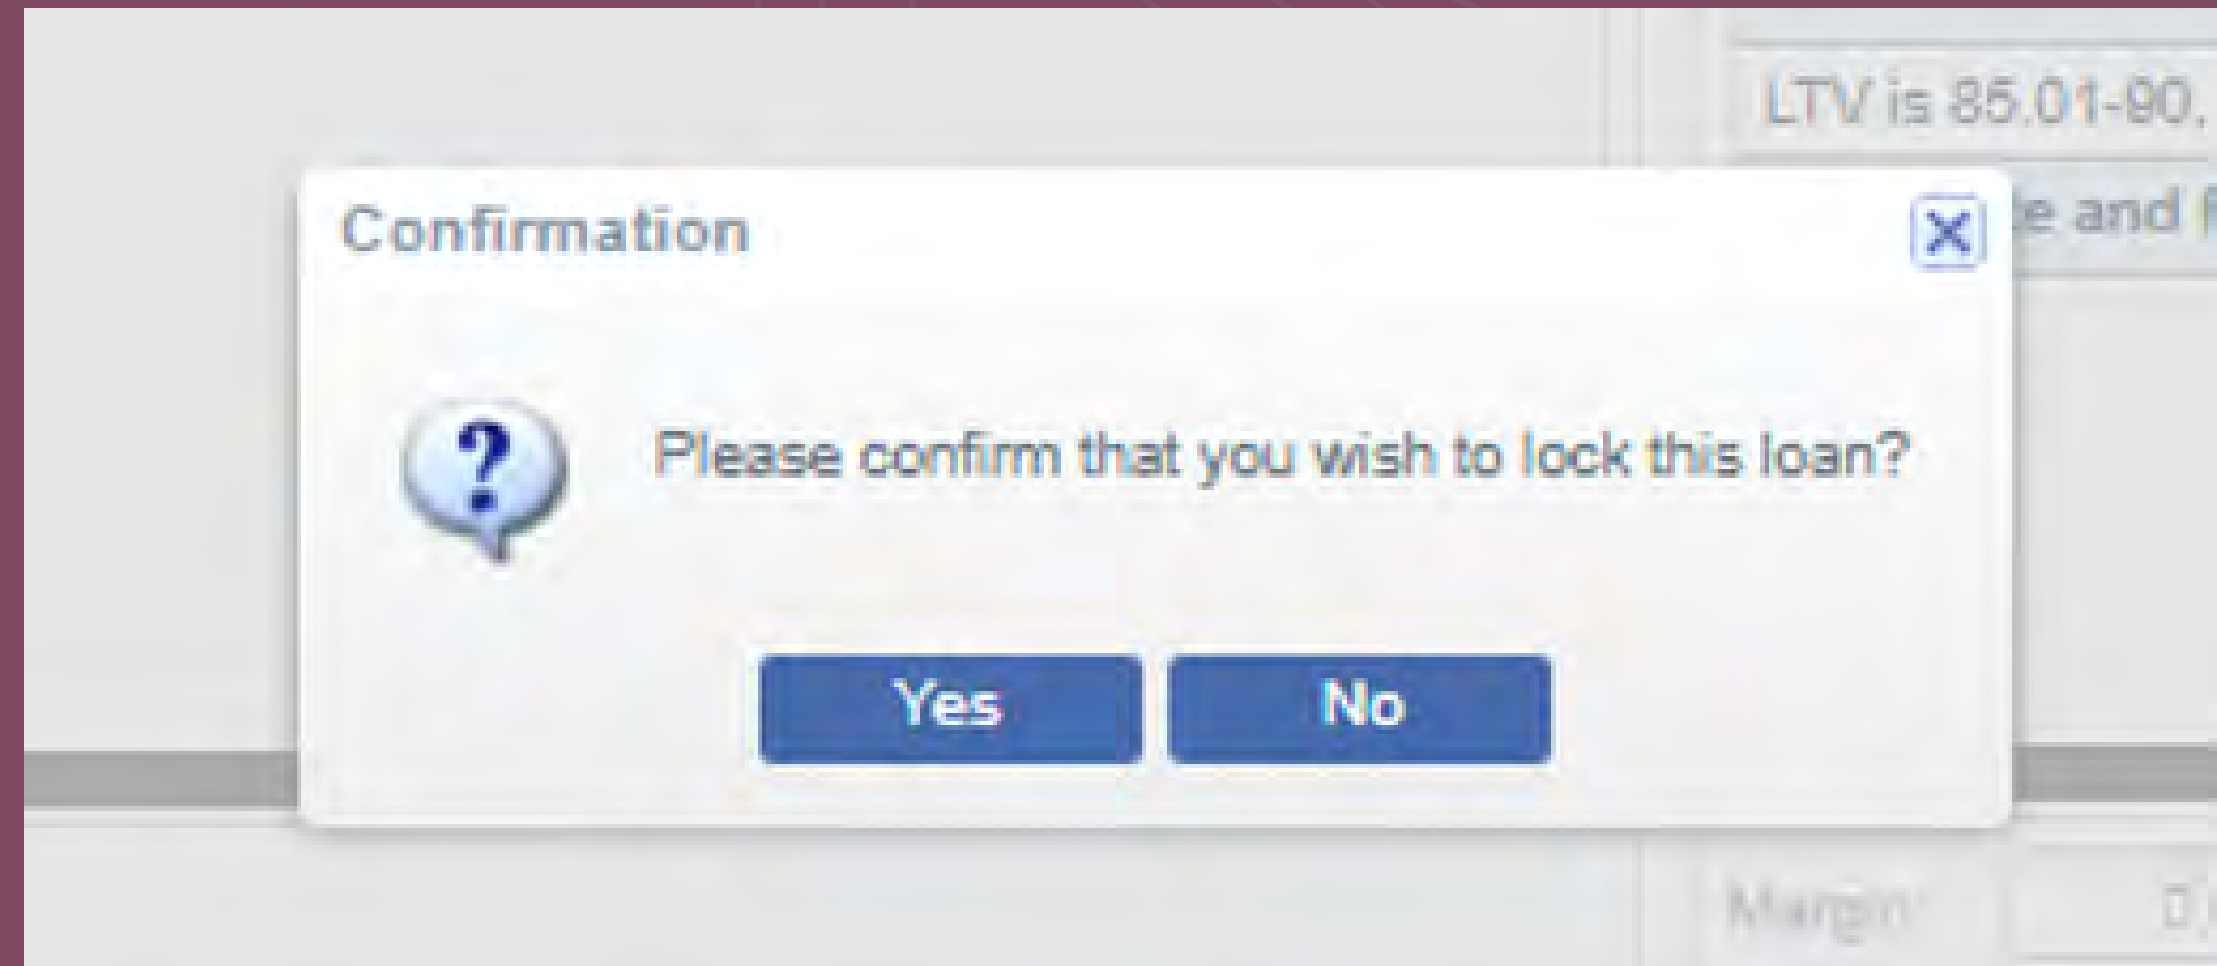 LTV is 85.01-90.
e and
Confirmation
Please confirm that you wish to lock this loan?
?
Yes No
Margin: